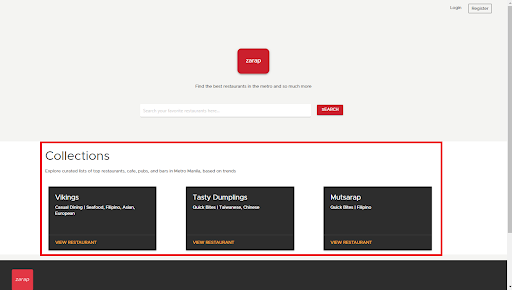 Login
Register
zarap
Find the best restaurants in the metro and so much more
Search your favorite restaurants here...
SEARCH
Collections
Explore curated lists of top restaurants, cafe, pubs, and bars in Metro Manila, based on trends
Vikings
Casual Dining | Seafood, Filipino, Asian,
European
VIEW RESTAURANT
Tasty Dumplings
Quick Bites | Taiwanese, Chinese
VIEW RESTAURANT
Mutsarap
Quick Bites | Filipino
VIEW RESTAURANT
zarap